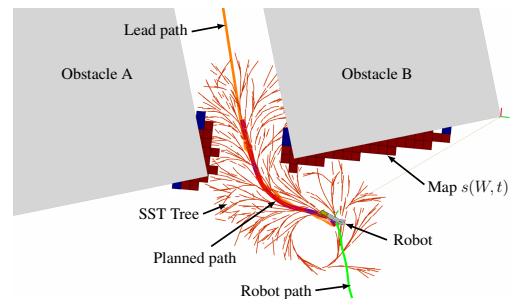 Lead path
Obstacle A
Obstacle B
Map s(W, t)
SST Tree
Robot
Planned path
Robot path